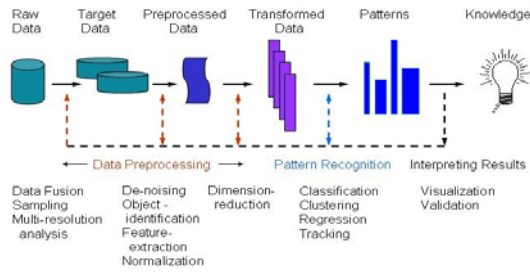 Raw Data
Target Data
Preprocessed Data
Transformed Data
Patterns
Knowledge
Data Preprocessing
Pattern Recognition
Interpreting Results
Data Fusion
Sampling
Multi-resolution
analysis
De-noising
Object -
identification
Feature-
extraction
Normalization
Dimension-
reduction
Classification
Clustering
Regression
Tracking
Visualization
Validation